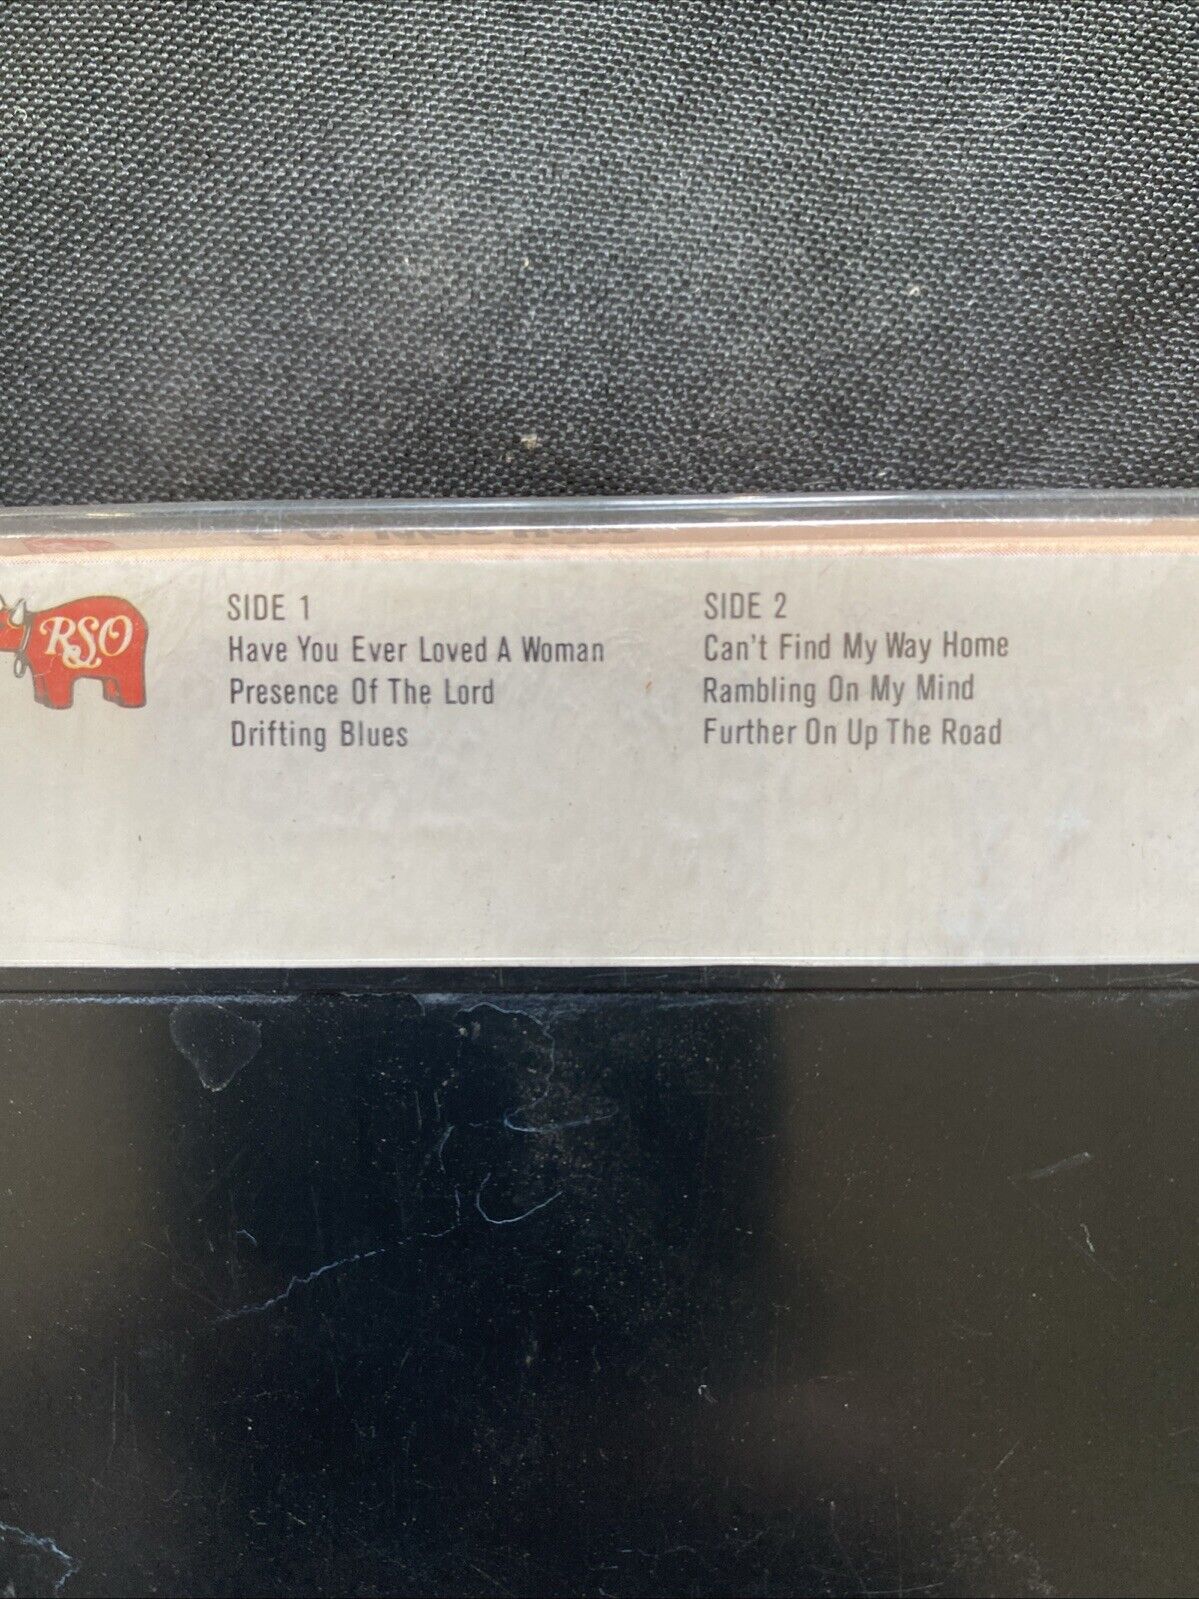 RSO
SIDE 1
Have You Ever Loved A Woman
Presence Of The Lord
Drifting Blues
SIDE 2
Can't Find My Way Home
Rambling On My Mind
Further On Up The Road